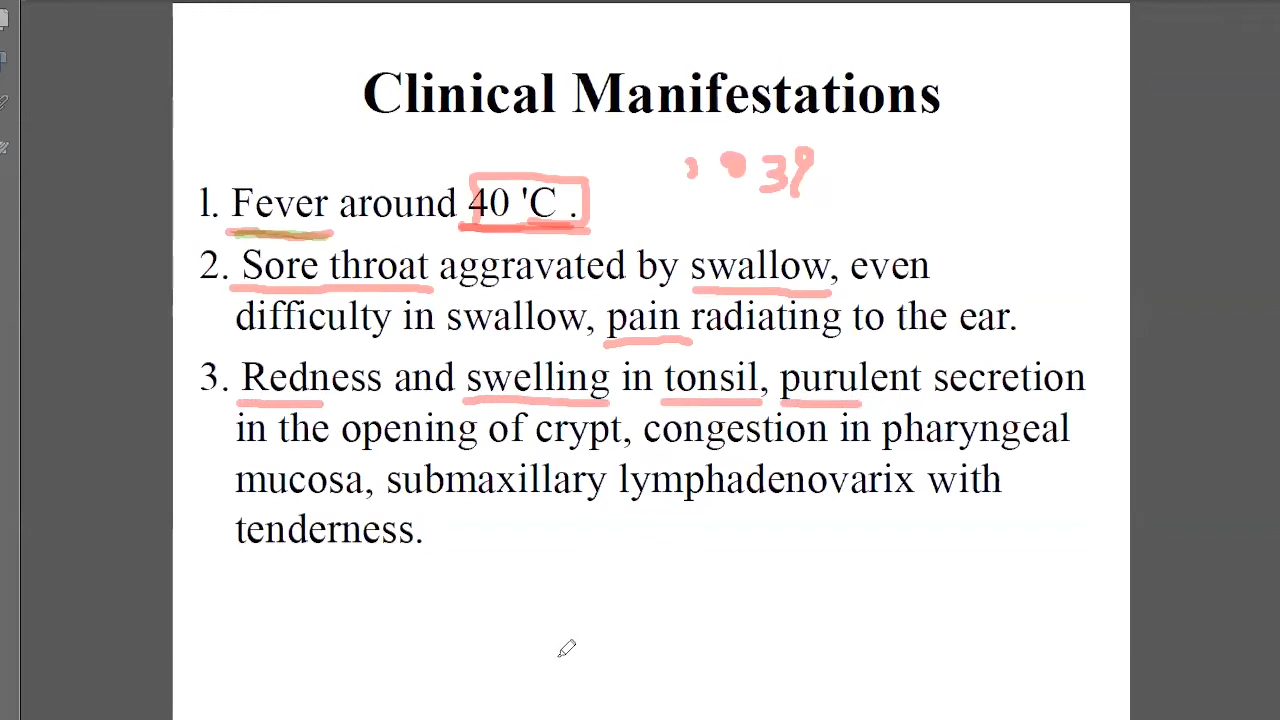 Clinical Manifestations
39
1. Fever around 40 'C .
2. Sore throat aggravated by swallow, even
difficulty in swallow, pain radiating to the ear.
3. Redness and swelling in tonsil, purulent secretion
in the opening of crypt, congestion in pharyngeal
mucosa, submaxillary lymphadenovarix with
tenderness.